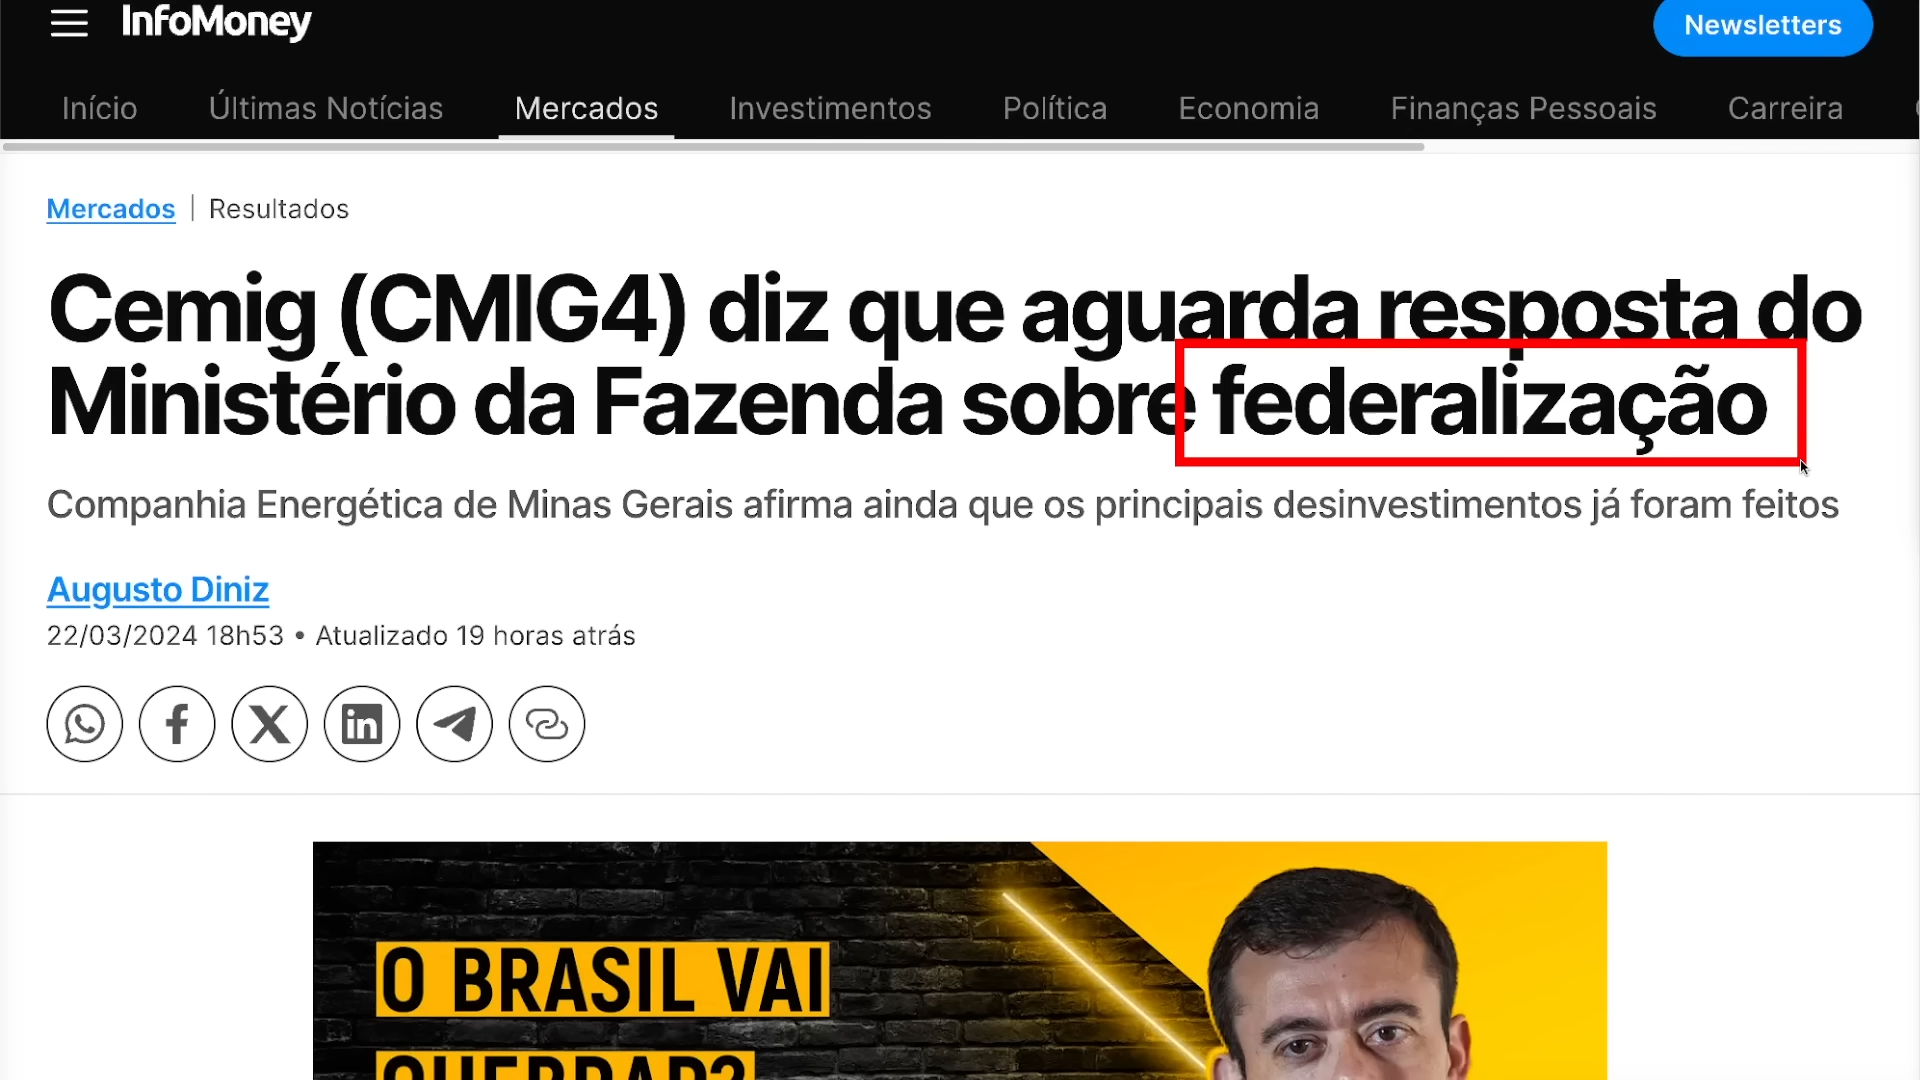 InfoMoney
Newsletters
Início Últimas Notícias Mercados Investimentos Política Economia Finanças Pessoais Carreira
Mercados | Resultados
Cemig (CMIG4) diz que aguarda resposta do
Ministério da Fazenda sobre federalização
Companhia Energética de Minas Gerais afirma ainda que os principais desinvestimentos já foram feitos
Augusto Diniz
22/03/2024 18h53 • Atualizado 19 horas atrás
O BRASIL VAI
QUEBRAR?